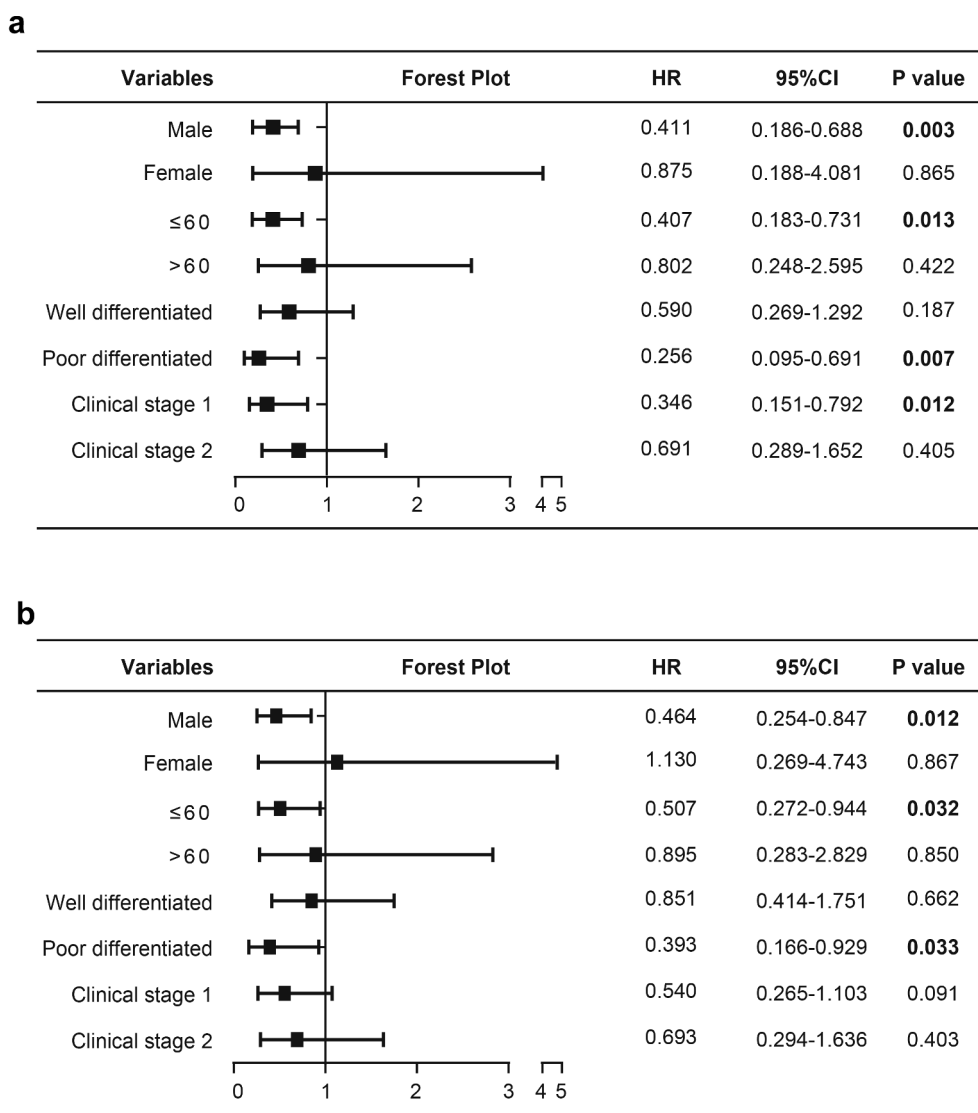 a
Variables Forest Plot HR 95%CI P value
Male 0.411 0.186-0.688 0.003
Female 0.875 0.188-4.081 0.865
≤60 0.407 0.183-0.731 0.013
>60 0.802 0.248-2.595 0.422
Well differentiated 0.590 0.269-1.292 0.187
Poor differentiated 0.256 0.095-0.691 0.007
Clinical stage 1 0.346 0.151-0.792 0.012
Clinical stage 2 0.691 0.289-1.652 0.405
0 1 2 3 4 5
b
Variables Forest Plot HR 95%CI P value
Male 0.464 0.254-0.847 0.012
Female 1.130 0.269-4.743 0.867
≤60 0.507 0.272-0.944 0.032
>60 0.895 0.283-2.829 0.850
Well differentiated 0.851 0.414-1.751 0.662
Poor differentiated 0.393 0.166-0.929 0.033
Clinical stage 1 0.540 0.265-1.103 0.091
Clinical stage 2 0.693 0.294-1.636 0.403
0 1 2 3 4 5